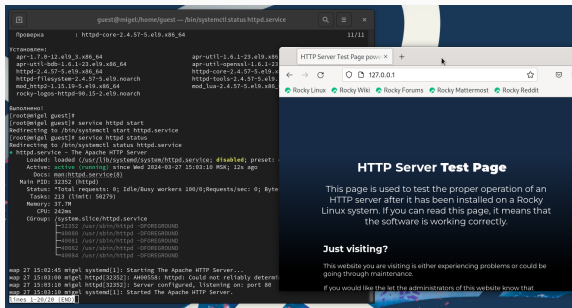 guest@migel/home/guest — /bin/systemctl status httpd.service
Проверка : httpd-core-2.4.57-5.el9.x86_64 11/11
Установлен:
apr-1.7.0-12.el9_3.x86_64 apr-util-1.6.1-23.el9.x86
apr-util-bdb-1.6.1-23.el9.x86_64 apr-util-openssl-1.6.1-23
httpd-2.4.57-5.el9.x86_64 httpd-core-2.4.57-5.el9.x
httpd-filesystem-2.4.57-5.el9.noarch httpd-tools-2.4.57-5.el9.
mod_http2-1.15.19-5.el9.x86_64 mod_lua-2.4.57-5.el9.x86_
rocky-logos-httpd-90.15-2.el9.noarch
Выполнено!
[root@migel guest]#
[root@migel guest]# service httpd start
Redirecting to /bin/systemctl start httpd.service
[root@migel guest]# service httpd status
Redirecting to /bin/systemctl status httpd.service
● httpd.service - The Apache HTTP Server
Loaded: loaded (/usr/lib/systemd/system/httpd.service; disabled; preset:
Active: active (running) since Wed 2024-03-27 15:03:10 MSK; 12s ago
Docs: man:httpd.service(8)
Main PID: 32352 (httpd)
Status: "Total requests: 0; Idle/Busy workers 100/0;Requests/sec: 0; Byte
Tasks: 213 (limit: 50279)
Memory: 37.7M
CPU: 242ms
CGroup: /system.slice/httpd.service
├─32352 /usr/sbin/httpd -DFOREGROUND
├─40080 /usr/sbin/httpd -DFOREGROUND
├─40081 /usr/sbin/httpd -DFOREGROUND
├─40082 /usr/sbin/httpd -DFOREGROUND
└─40084 /usr/sbin/httpd -DFOREGROUND
мар 27 15:02:45 migel systemd[1]: Starting The Apache HTTP Server...
мар 27 15:03:00 migel httpd[32352]: AH00558: httpd: Could not reliably determi
мар 27 15:03:10 migel httpd[32352]: Server configured, listening on: port 80
мар 27 15:03:10 migel systemd[1]: Started The Apache HTTP Server.
lines 1-20/20 (END)
HTTP Server Test Page powe
127.0.0.1
Rocky Linux Rocky Wiki Rocky Forums Rocky Mattermost Rocky Reddit
HTTP Server Test Page
This page is used to test the proper operation of an
HTTP server after it has been installed on a Rocky
Linux system. If you can read this page, it means that
the software is working correctly.
Just visiting?
This website you are visiting is either experiencing problems or could be
going through maintenance.
If you would like the let the administrators of this website know that